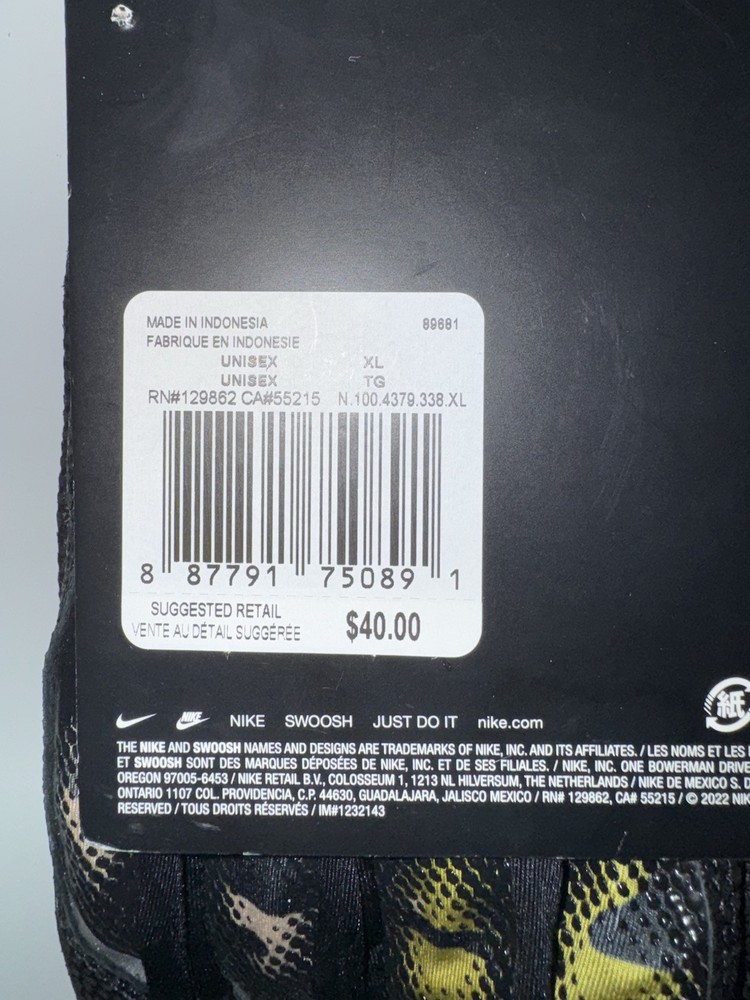 MADE IN INDONESIA 89681
FABRIQUE EN INDONESIE
UNISEX XL
UNISEX TG
RN#129862 CA#55215 N.100.4379.338.XL
8 87791 75089 1
SUGGESTED RETAIL
VENTE AU DÉTAIL SUGGÉRÉE
$40.00
紙
NIKE NIKE SWOOSH JUST DO IT nike.com
THE NIKE AND SWOOSH NAMES AND DESIGNS ARE TRADEMARKS OF NIKE, INC. AND ITS AFFILIATES. / LES NOMS ET LES
ET SWOOSH SONT DES MARQUES DÉPOSÉES DE NIKE, INC. ET DE SES FILIALES. / NIKE, INC. ONE BOWERMAN DRIVE
OREGON 97005-6453 / NIKE RETAIL B.V., COLOSSEUM 1, 1213 NL HILVERSUM, THE NETHERLANDS / NIKE DE MEXICO S. D
ONTARIO 1107 COL. PROVIDENCIA, C.P. 44630, GUADALAJARA, JALISCO MEXICO / RN# 129862, CA# 55215 / © 2022 NIK
RESERVED / TOUS DROITS RÉSERVÉS / IM#1232143